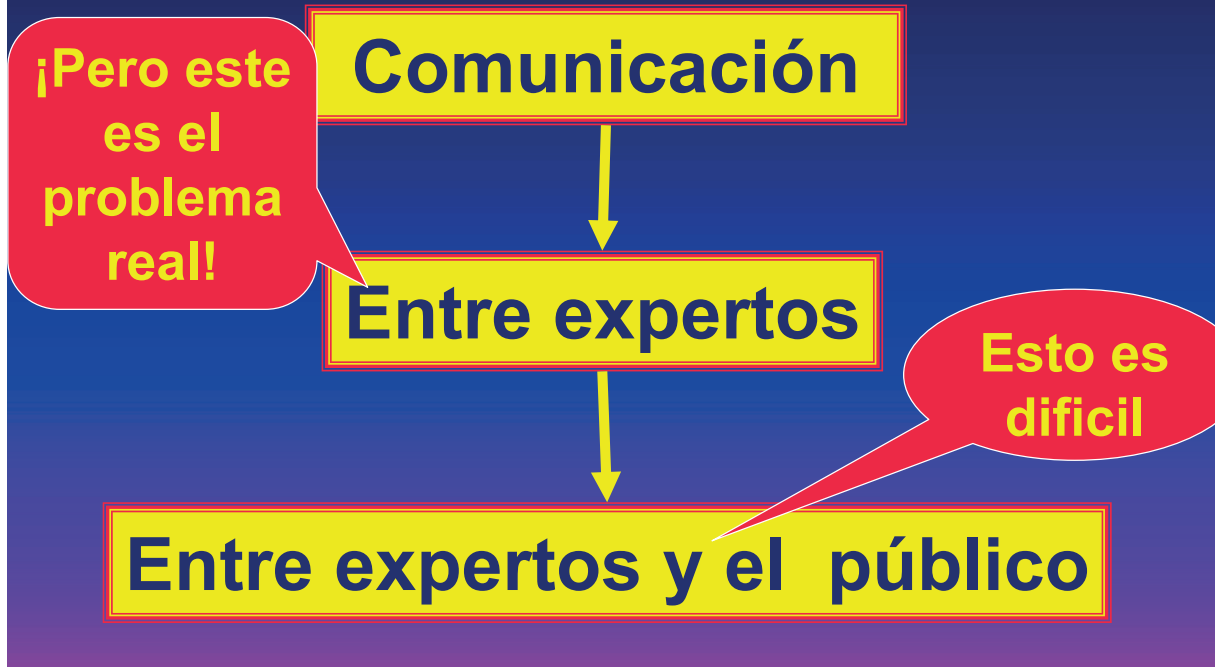 Comunicación
¡Pero este
es el
problema
real!
Entre expertos
Esto es
dificil
Entre expertos y el  público